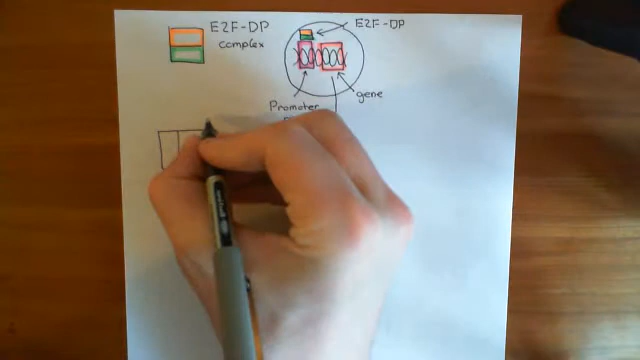 E2F-DP
complex
E2F-DP
gene
Promoter